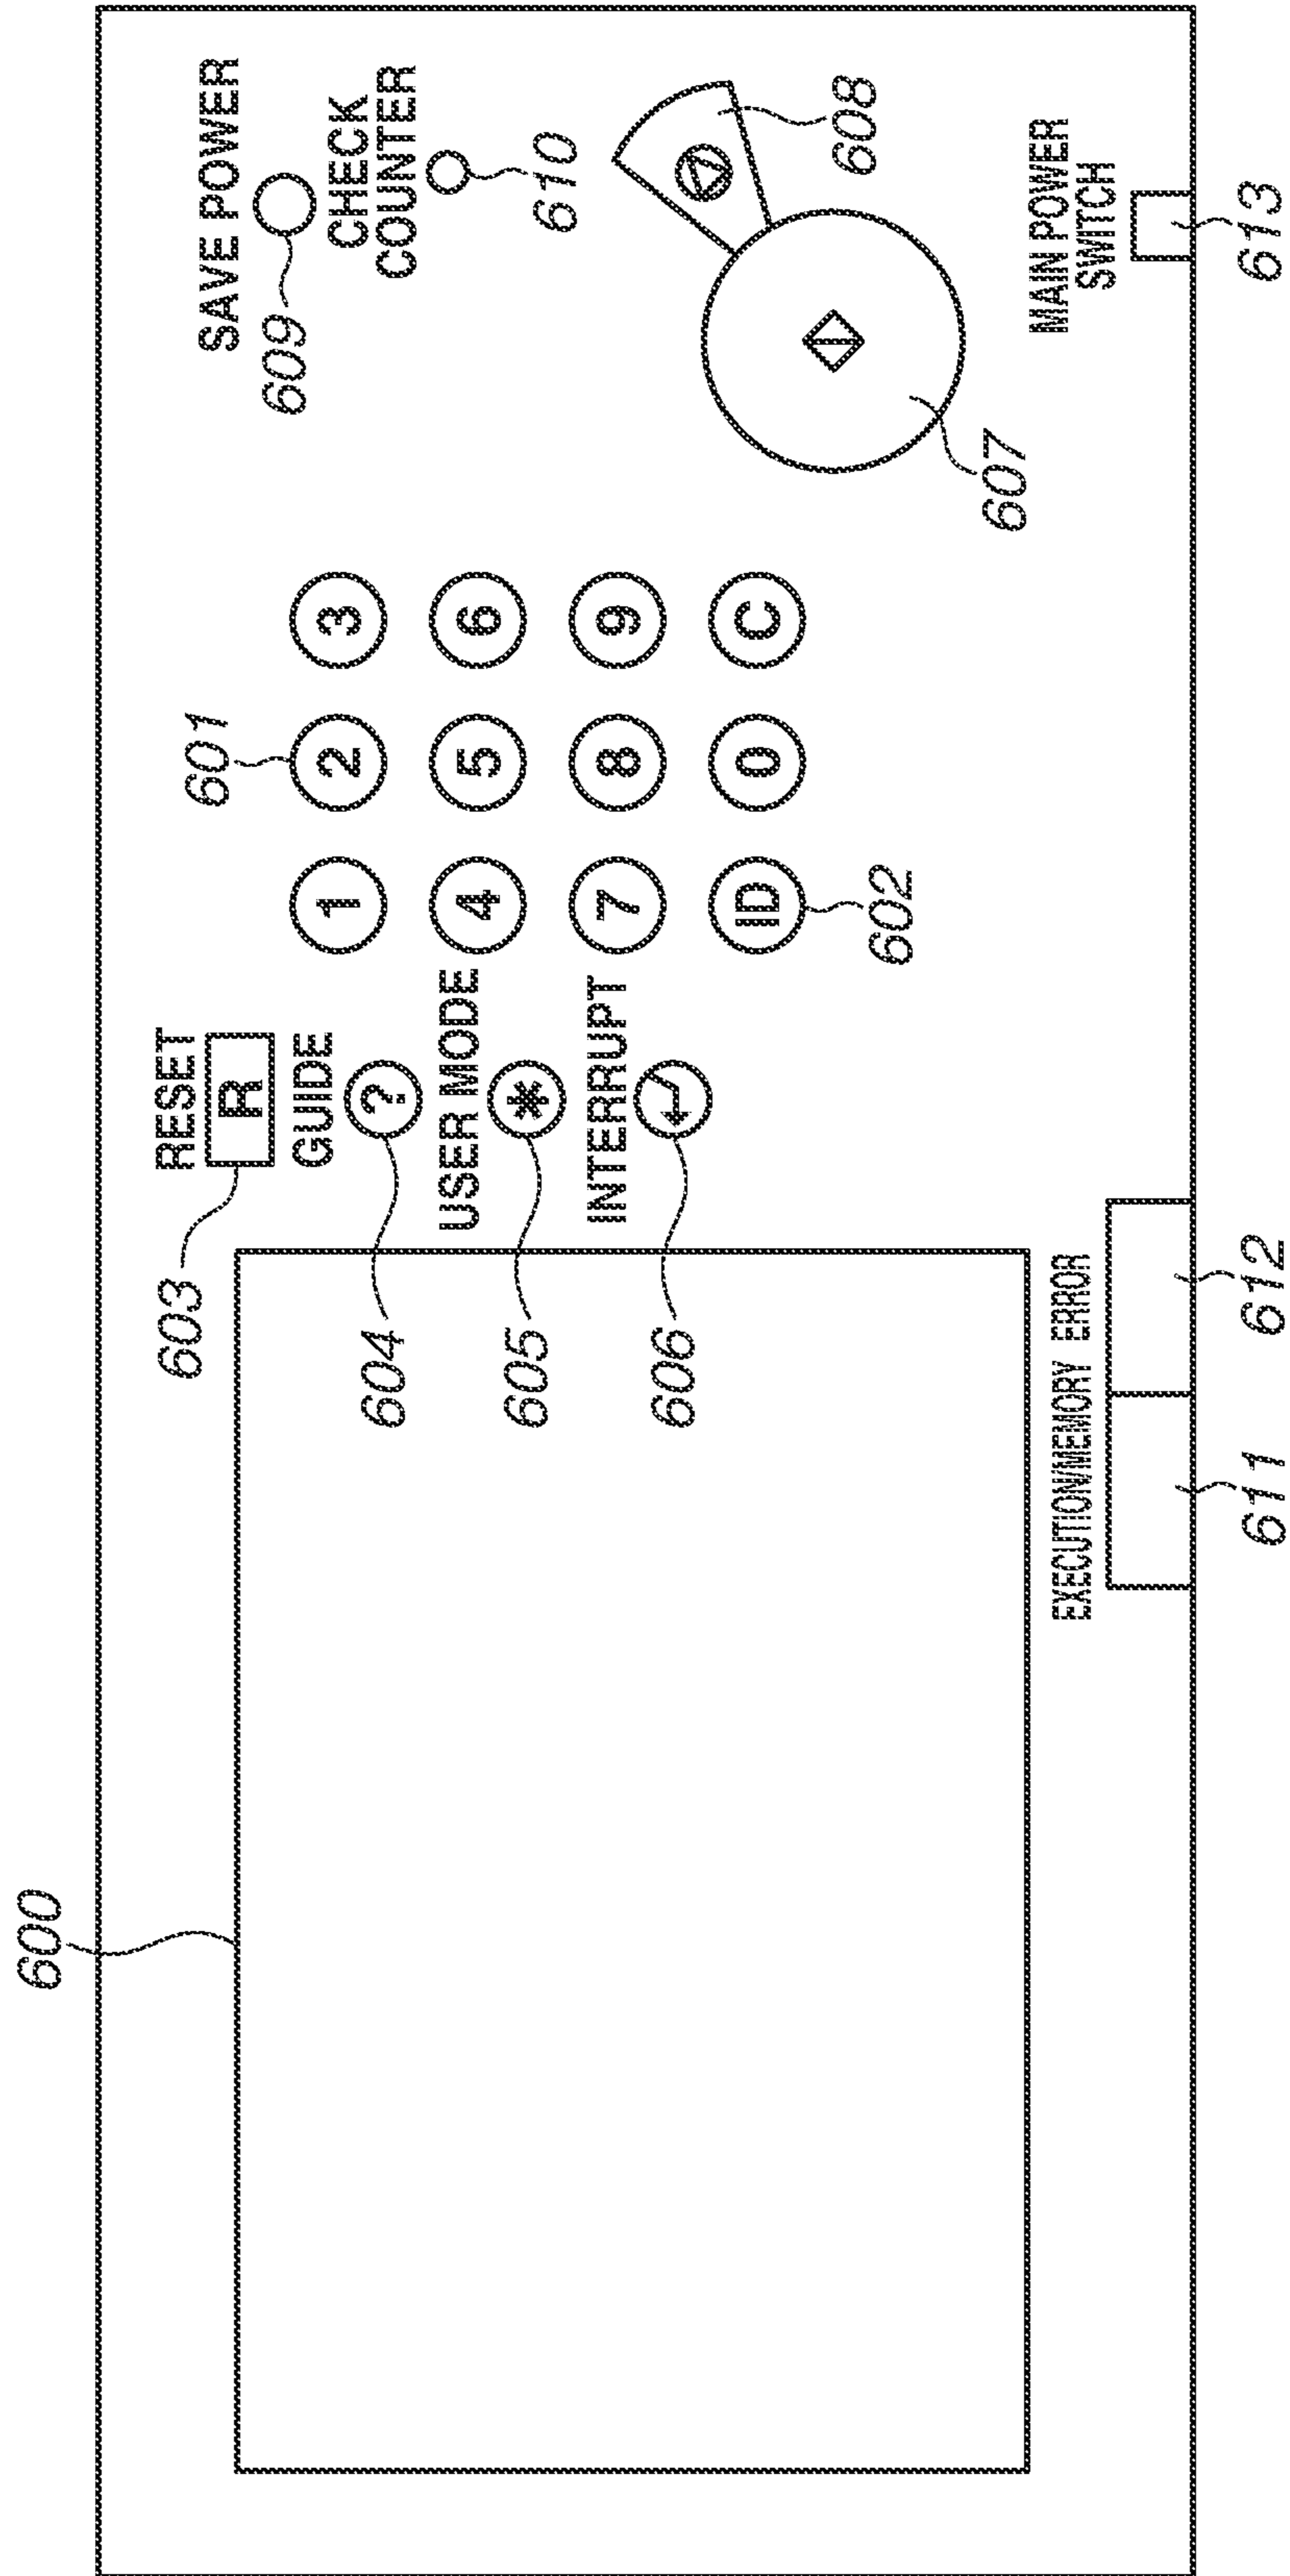 600
603
RESET
R
GUIDE
?
604
USER MODE
*
605
INTERRUPT
606
601
1 2 3
4 5 6
7 8 9
ID 0 C
602
SAVE POWER
609
CHECK
COUNTER
610
608
607
EXECUTION/MEMORY ERROR
611
612
MAIN POWER
SWITCH
613